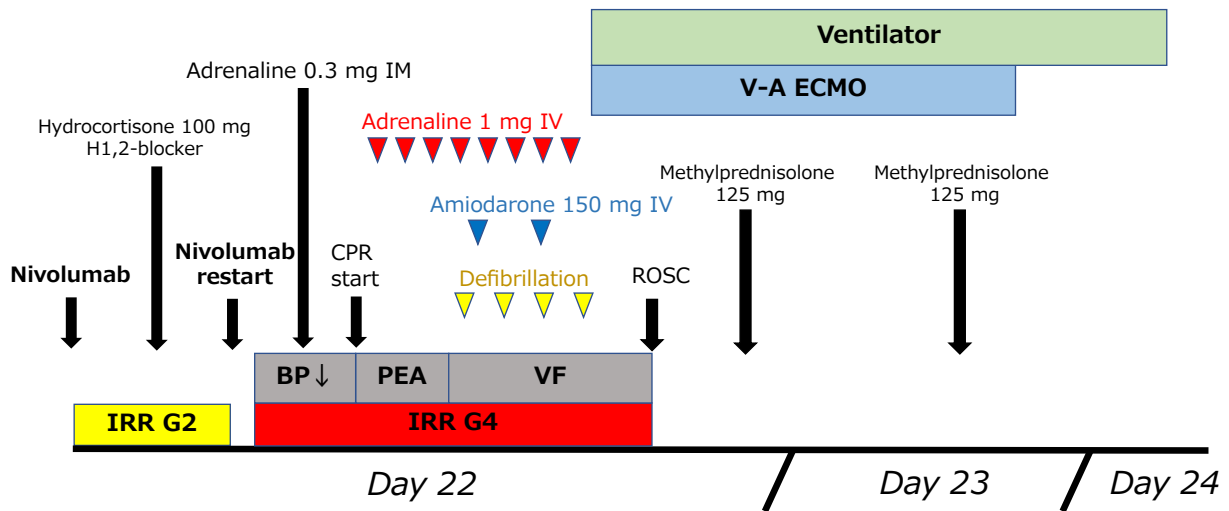 Ventilator
V-A ECMO
Adrenaline 0.3 mg IM
Adrenaline 1 mg IV
Hydrocortisone 100 mg
H1,2-blocker
Methylprednisolone
125 mg
Methylprednisolone
125 mg
Amiodarone 150 mg IV
Nivolumab
Nivolumab
restart
CPR
start
Defibrillation
ROSC
BP↓
PEA
VF
IRR G2
IRR G4
Day 22
Day 23
Day 24